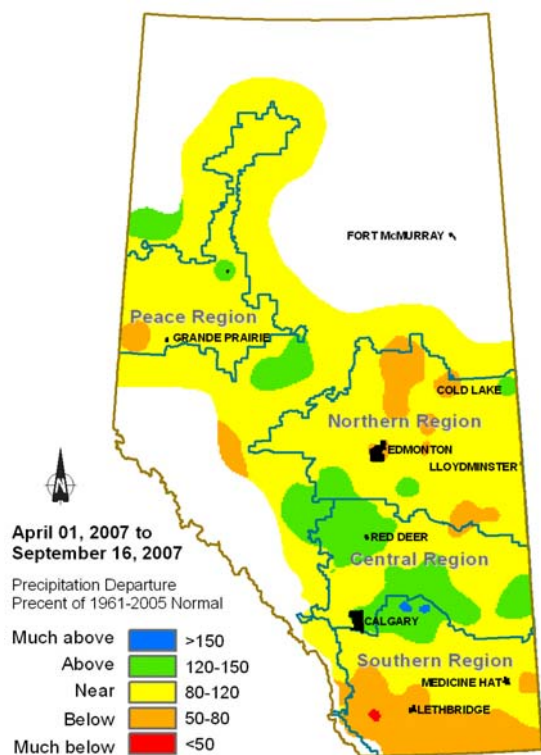 FORT McMURRAY
Peace Region
GRANDE PRAIRIE
COLD LAKE
Northern Region
EDMONTON
LLOYDMINSTER
N
April 01, 2007 to
September 16, 2007
RED DEER
Central Region
Precipitation Departure
Precent of 1961-2005 Normal
CALGARY
Much above >150
Above 120-150
Near 80-120
Below 50-80
Much below <50
Southern Region
MEDICINE HAT
LETHBRIDGE